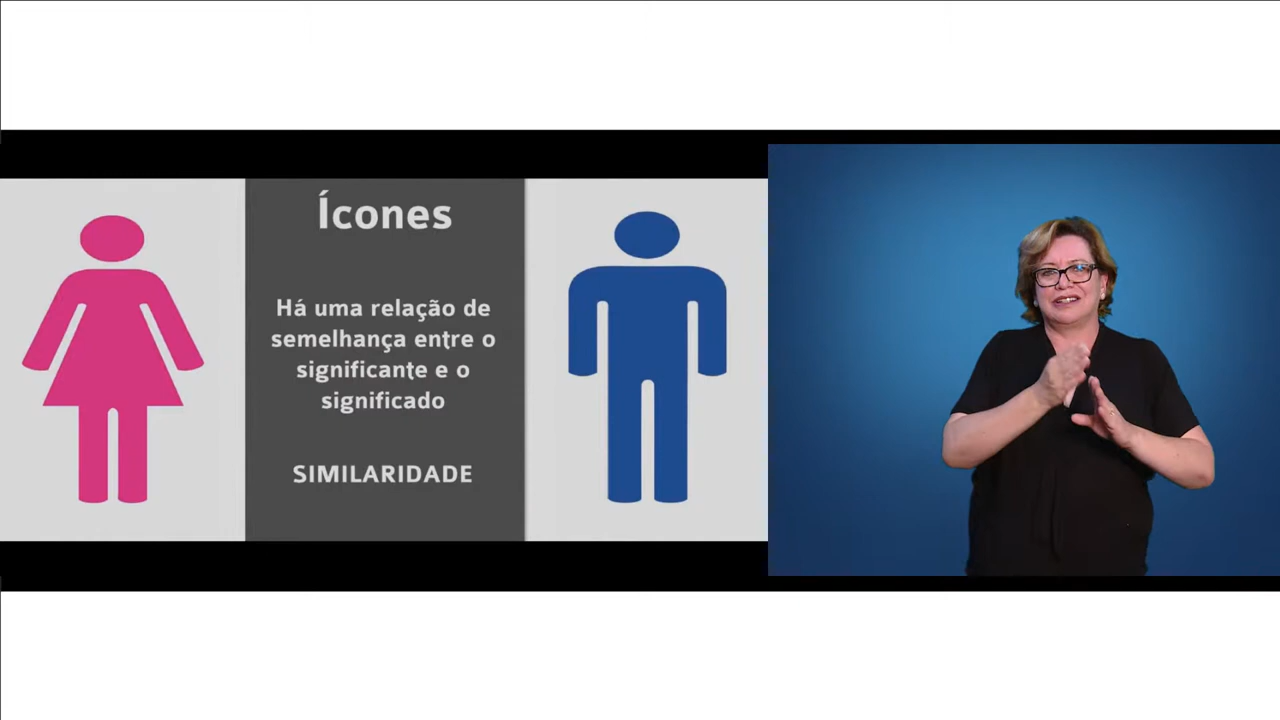 Ícones
Há uma relação de
semelhança entre o
significante e o
significado
SIMILARIDADE